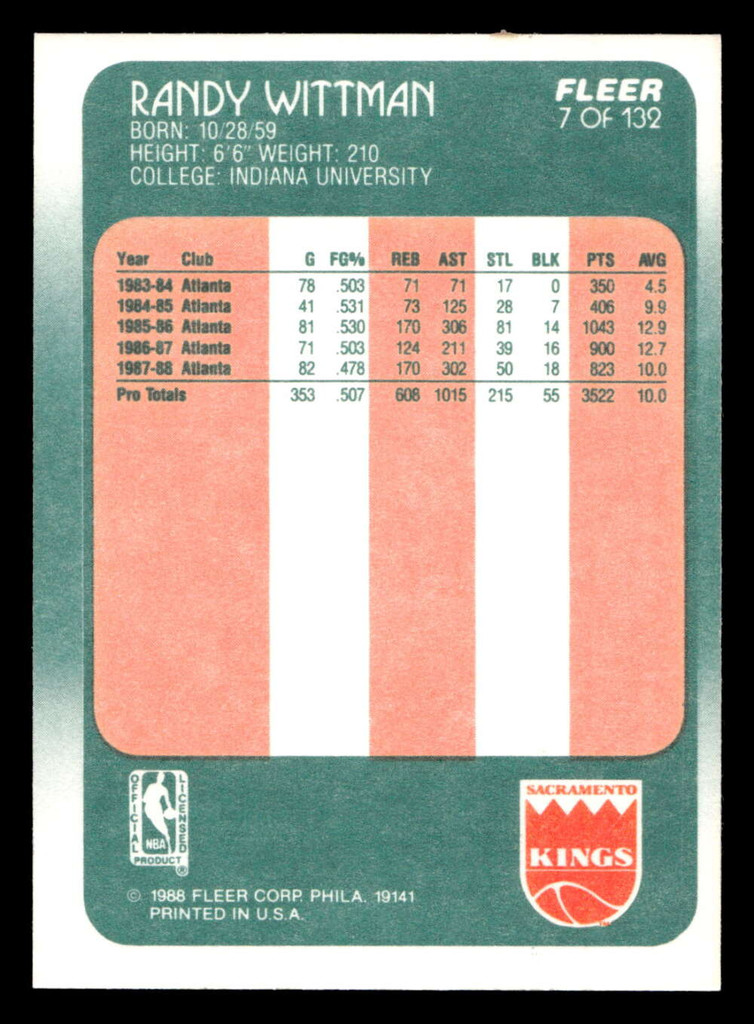 RANDY WITTMAN
BORN: 10/28/59
HEIGHT: 6'6" WEIGHT: 210
COLLEGE: INDIANA UNIVERSITY
FLEER
7 OF 132
Year Club G FG% REB AST STL BLK PTS AVG
1983-84 Atlanta 78 .503 71 71 17 0 350 4.5
1984-85 Atlanta 41 .531 73 125 28 7 406 9.9
1985-86 Atlanta 81 .530 170 306 81 14 1043 12.9
1986-87 Atlanta 71 .503 124 211 39 16 900 12.7
1987-88 Atlanta 82 .478 170 302 50 18 823 10.0
Pro Totals 353 .507 608 1015 215 55 3522 10.0
OFFICIAL LICENSED
NBA
PRODUCT ®
SACRAMENTO
KINGS
TM
© 1988 FLEER CORP. PHILA. 19141
PRINTED IN U.S.A.